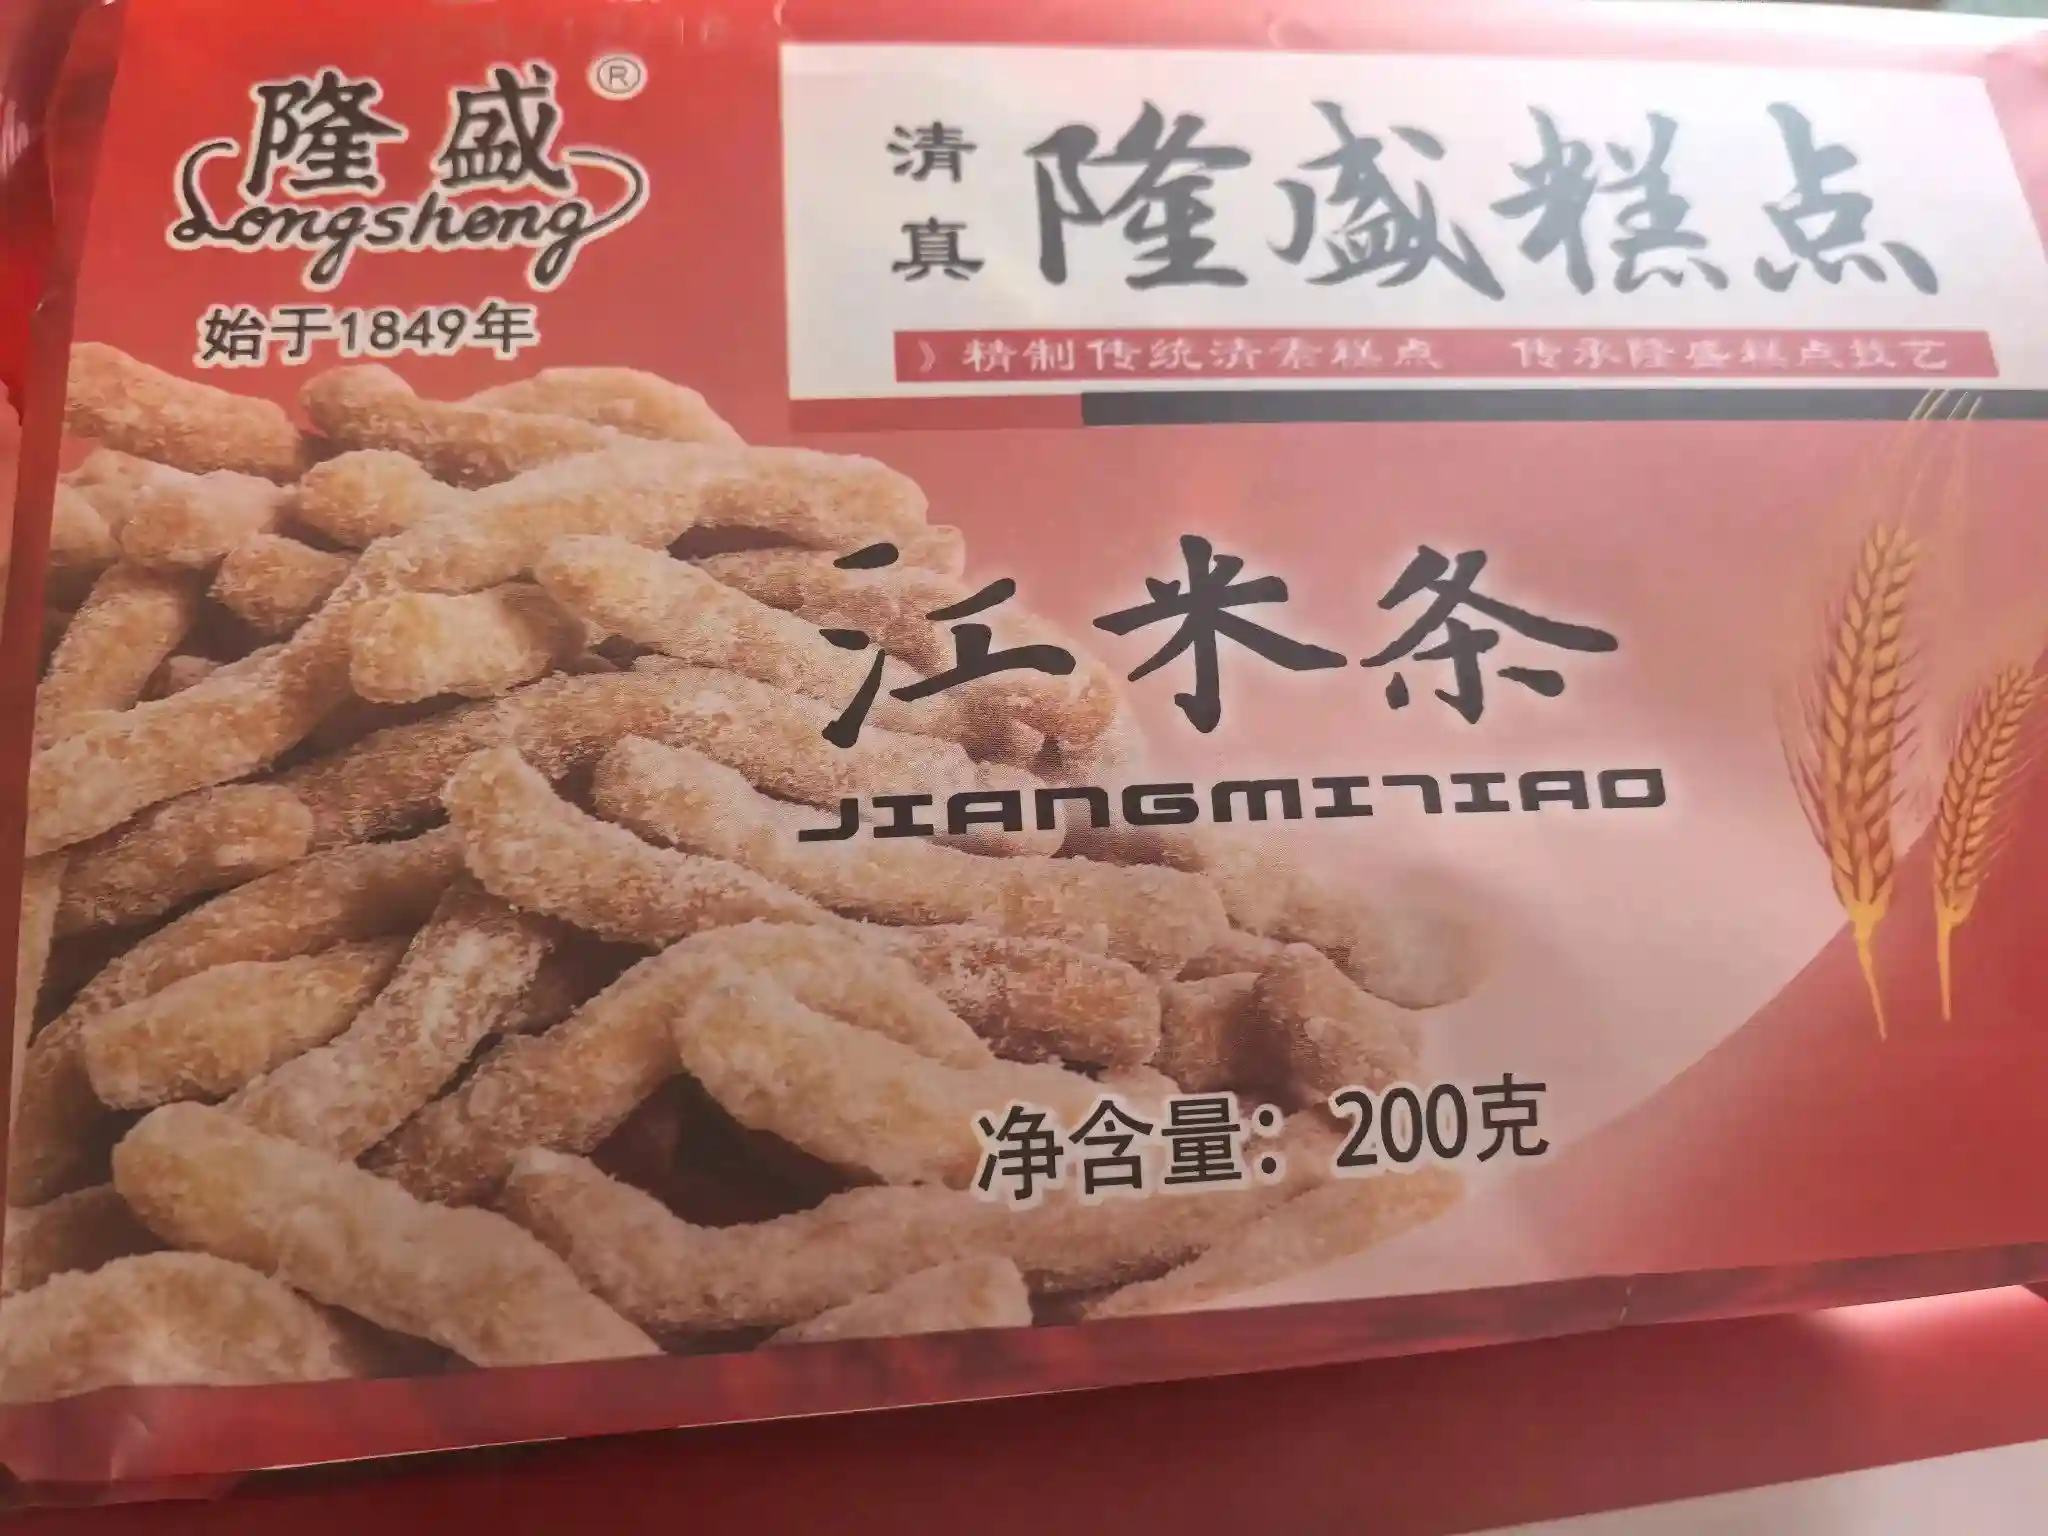 隆盛®
Longsheng
始于1849年
清真
隆盛糕点
》精制传统清素糕点 传承隆盛糕点技艺
江米条
JIANGMITIAO
净含量：200克